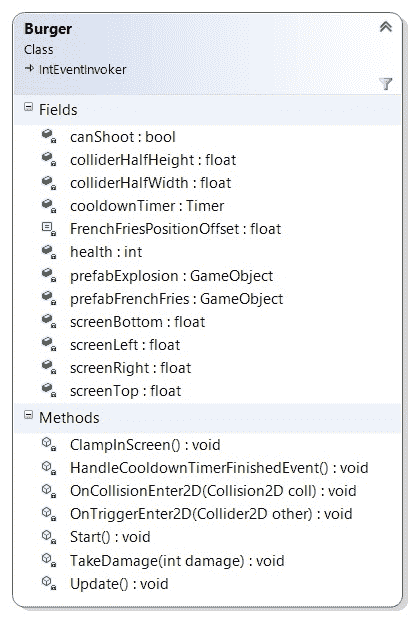 Burger
Class
IntEventInvoker
Fields
canShoot : bool
colliderHalfHeight : float
colliderHalfWidth : float
cooldownTimer : Timer
FrenchFriesPositionOffset : float
health : int
prefabExplosion : GameObject
prefabFrenchFries : GameObject
screenBottom : float
screenLeft : float
screenRight : float
screenTop : float
Methods
ClampInScreen() : void
HandleCooldownTimerFinishedEvent() : void
OnCollisionEnter2D(Collision2D coll) : void
OnTriggerEnter2D(Collider2D other) : void
Start() : void
TakeDamage(int damage) : void
Update() : void